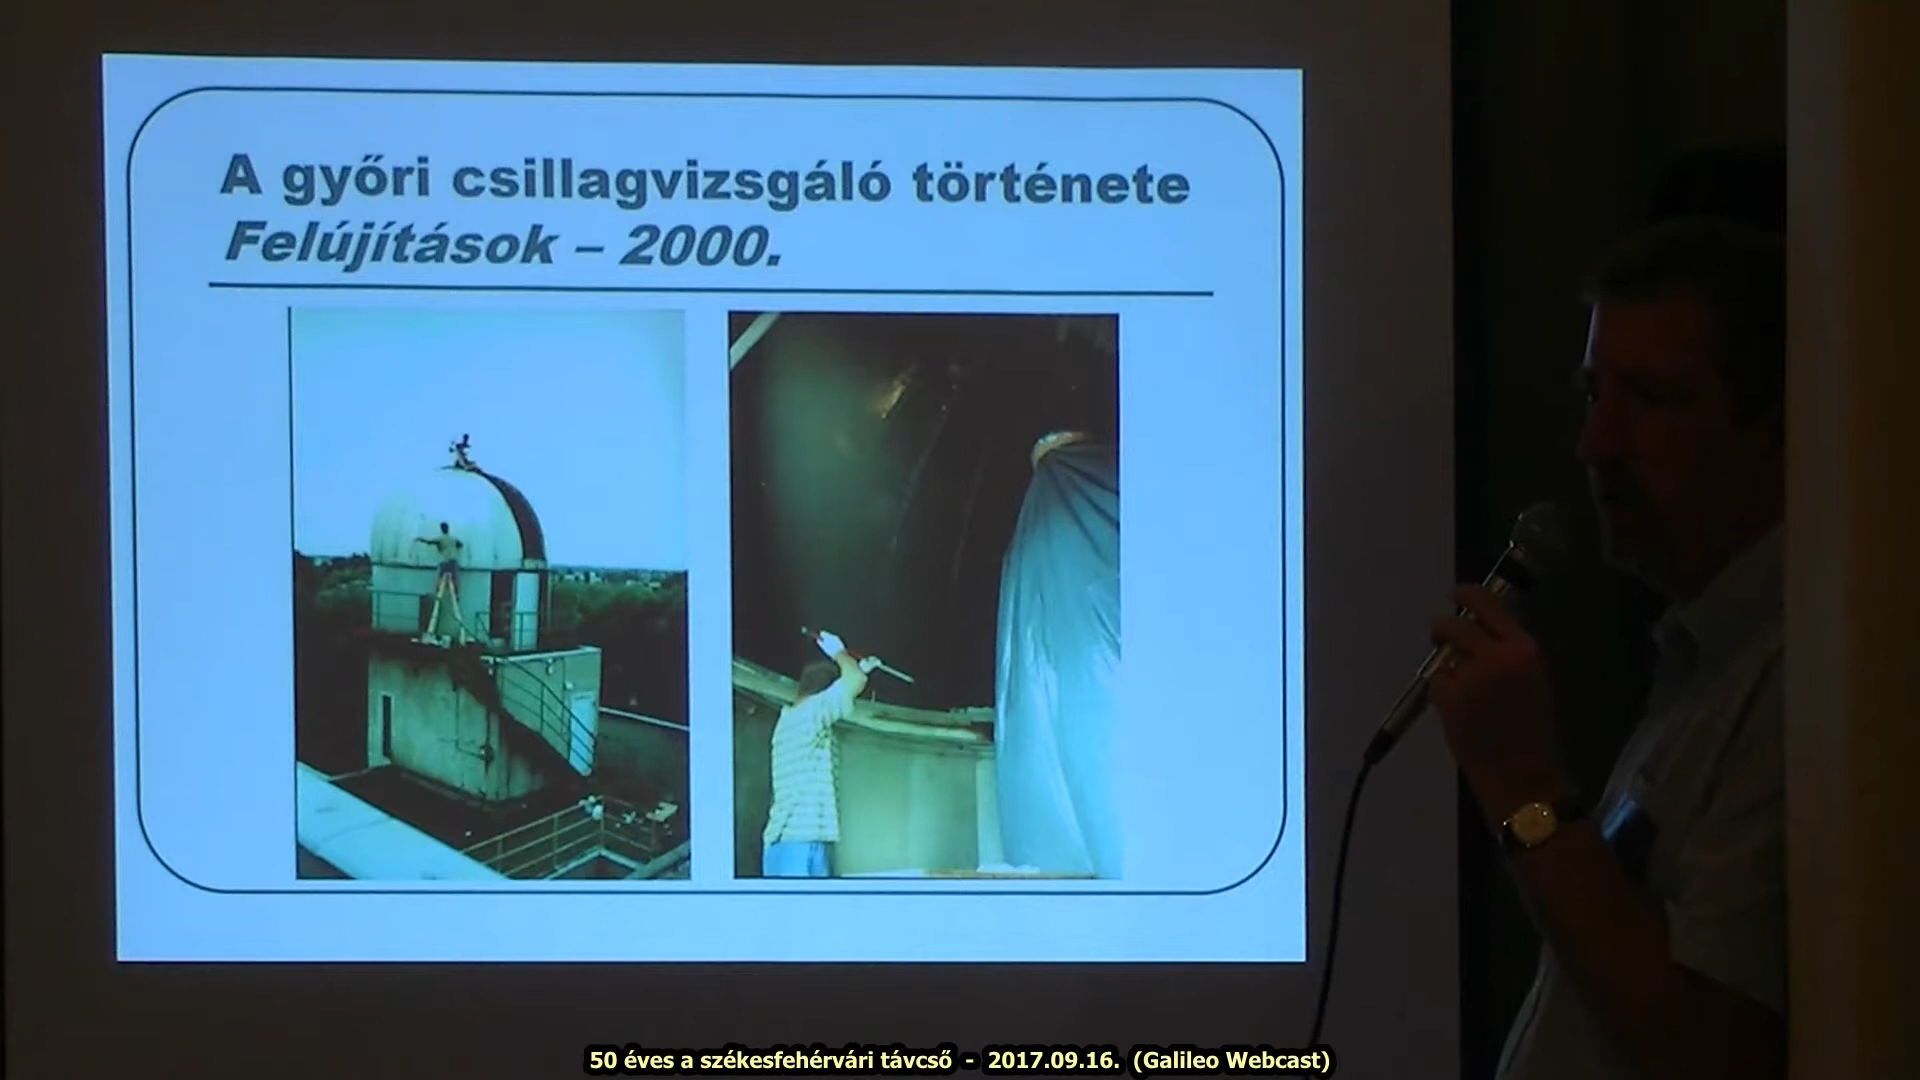 A győri csillagvizsgáló története
Felújítások – 2000.
50 éves a székesfehérvári távcső - 2017.09.16. (Galileo Webcast)